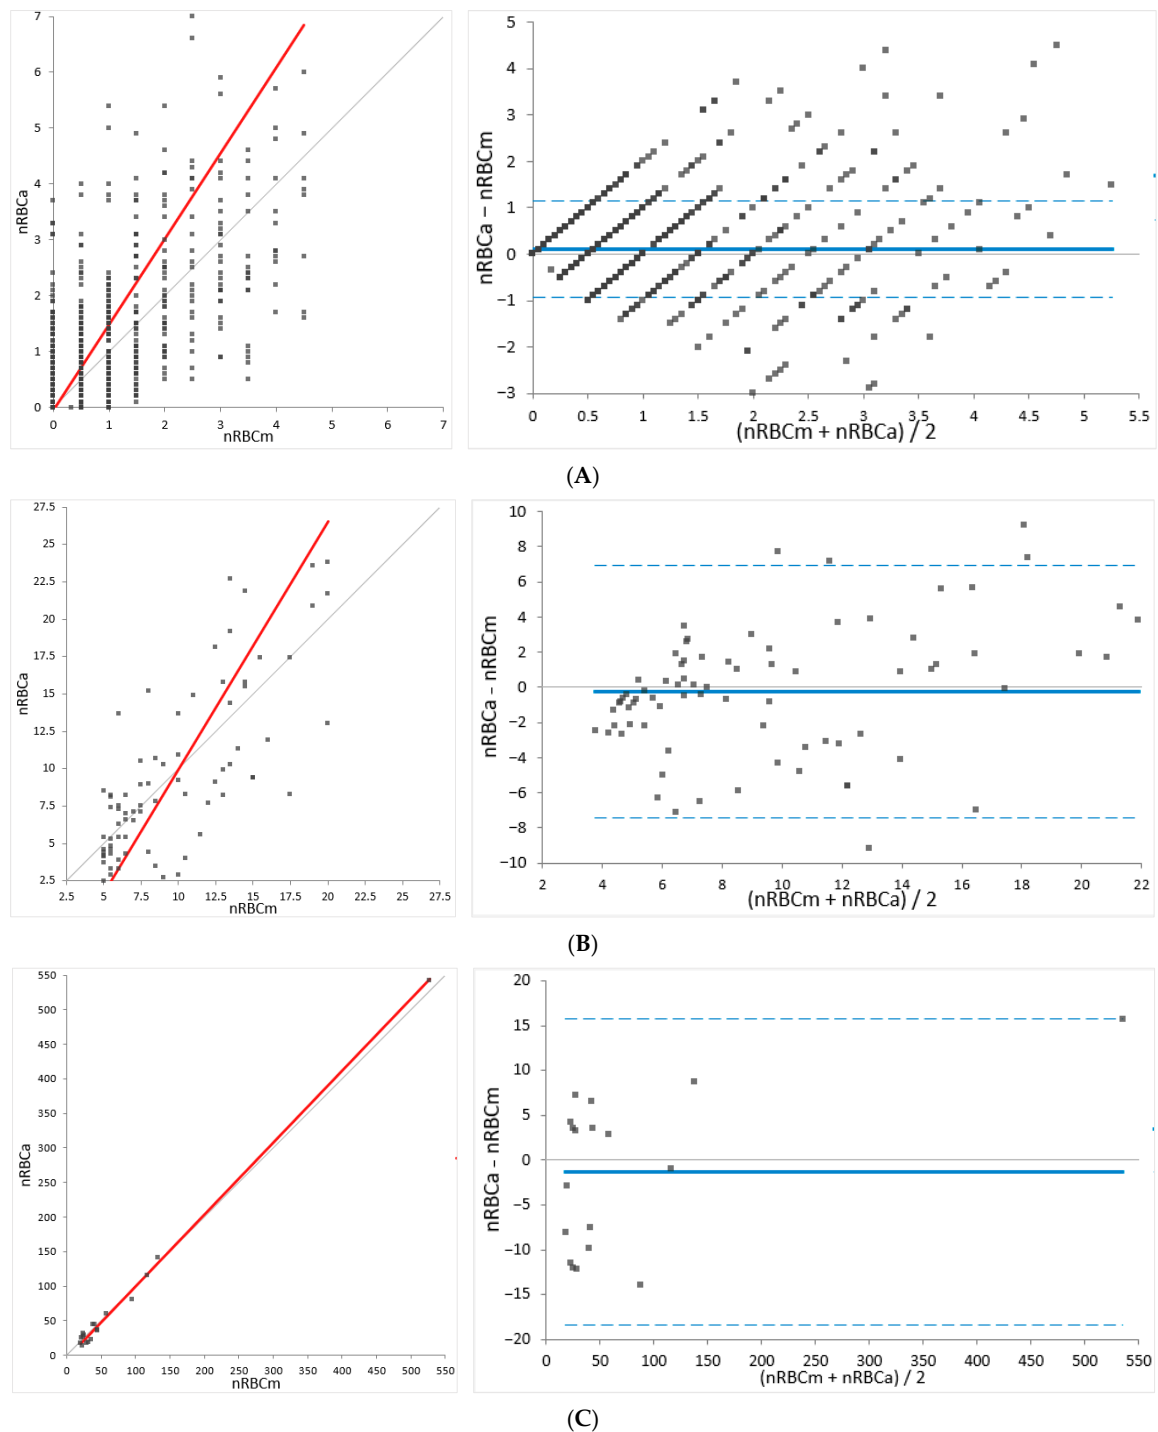 7
6
5
4
3
2
1
0
nRBCa
0 1 2 3 4 5 6 7
nRBCm
5
4
3
2
1
0
−1
−2
−3
nRBCa – nRBCm
0 0.5 1 1.5 2 2.5 3 3.5 4 4.5 5 5.5
(nRBCm + nRBCa) / 2
(A)
27.5
25
22.5
20
17.5
15
12.5
10
7.5
5
2.5
nRBCa
2.5 5 7.5 10 12.5 15 17.5 20 22.5 25 27.5
nRBCm
10
8
6
4
2
0
−2
−4
−6
−8
−10
nRBCa – nRBCm
2 4 6 8 10 12 14 16 18 20 22
(nRBCm + nRBCa) / 2
(B)
550
500
450
400
350
300
250
200
150
100
50
0
nRBCa
0 50 100 150 200 250 300 350 400 450 500 550
nRBCm
20
15
10
5
0
−5
−10
−15
−20
nRBCa – nRBCm
0 50 100 150 200 250 300 350 400 450 500 550
(nRBCm + nRBCa) / 2
(C)